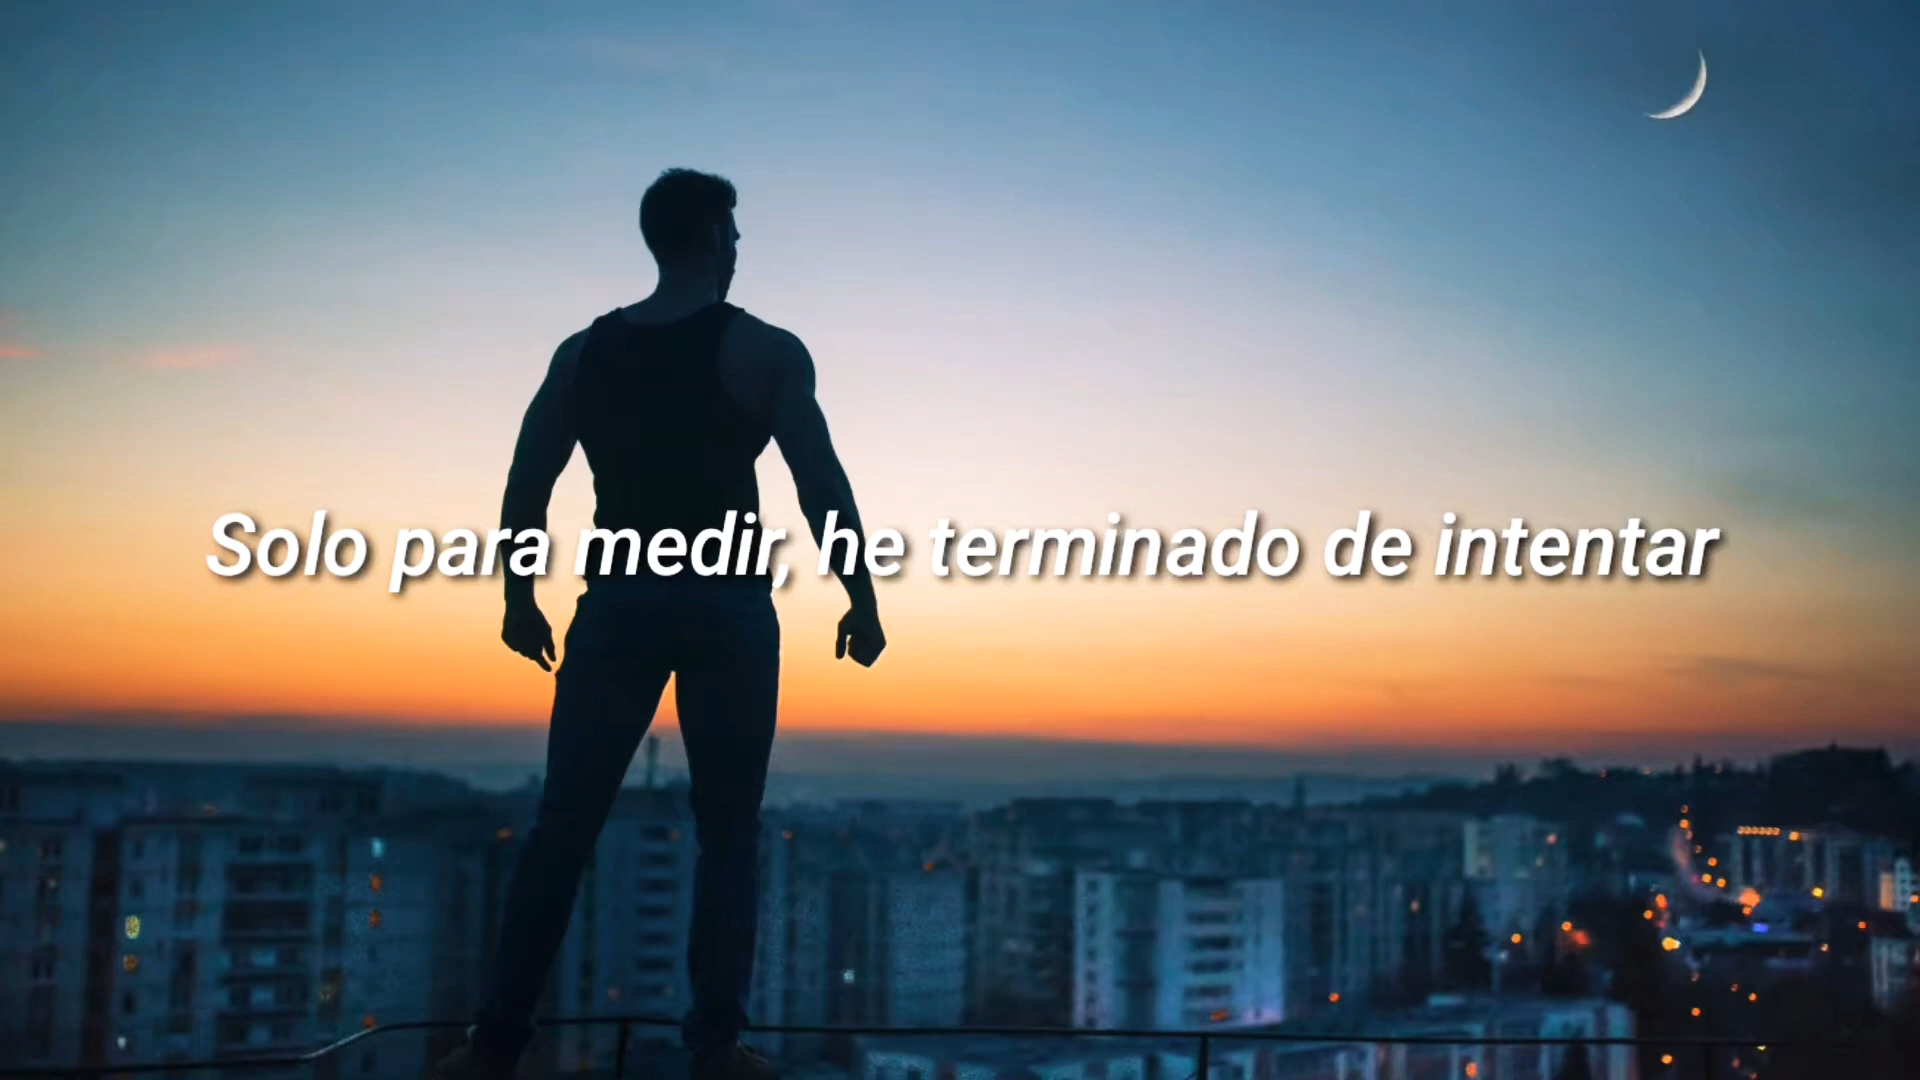 Solo para medir, he terminado de intentar